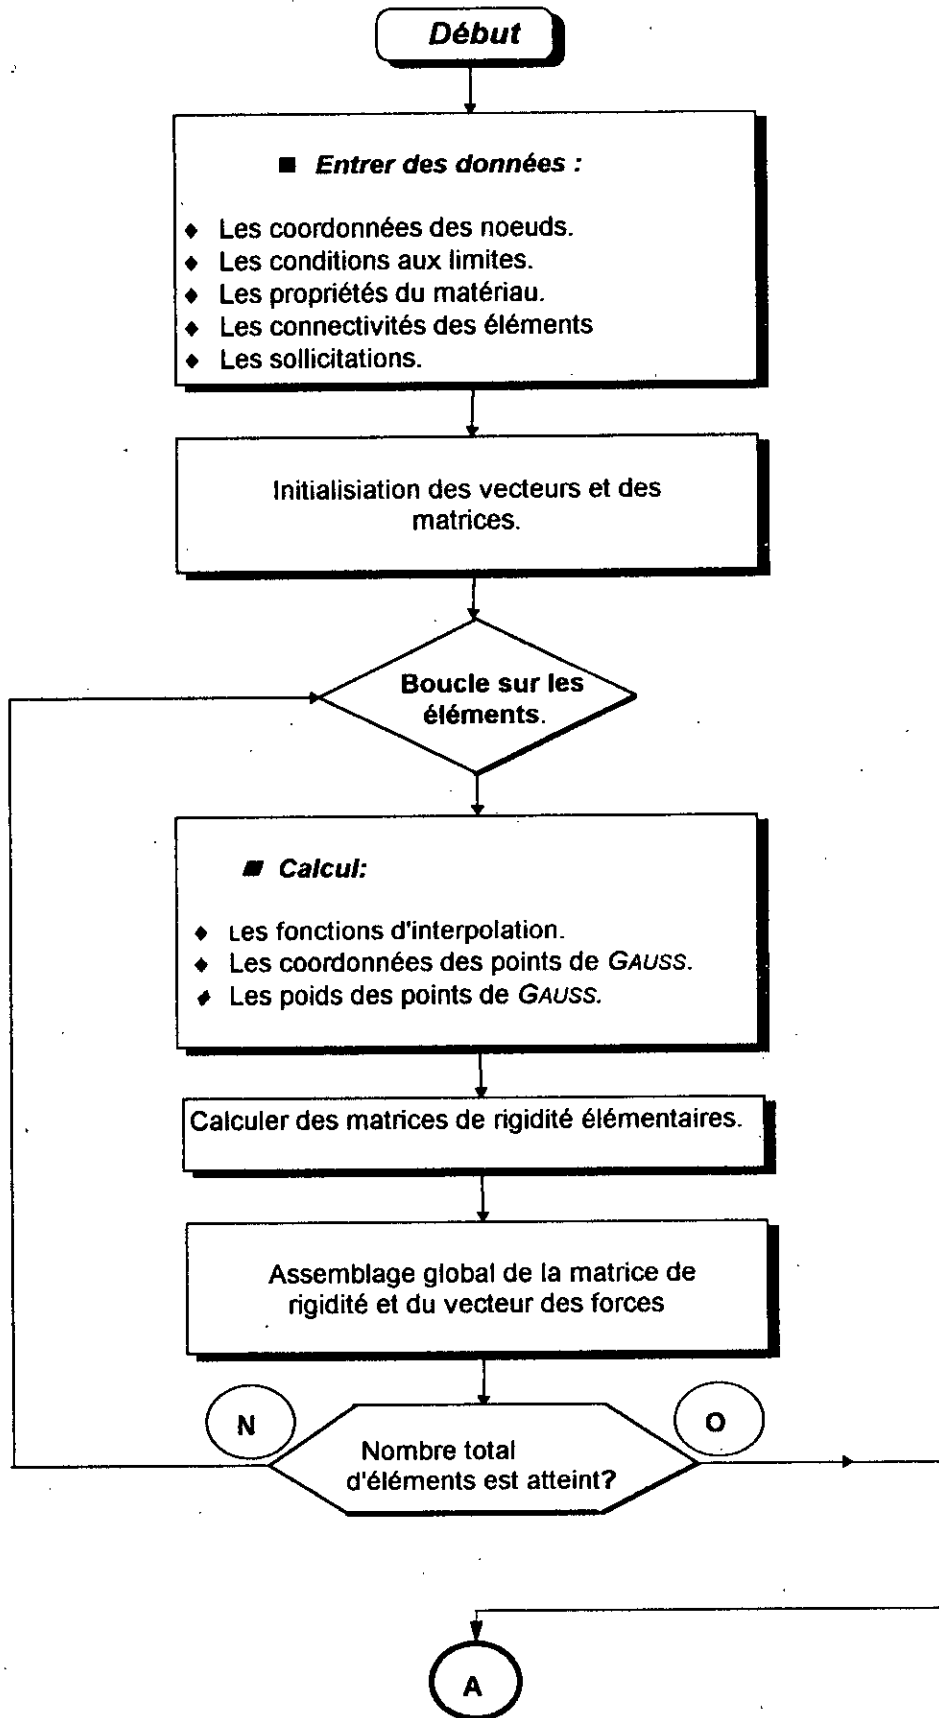 Début
■ Entrer des données :
♦ Les coordonnées des noeuds.
♦ Les conditions aux limites.
♦ Les propriétés du matériau.
♦ Les connectivités des éléments
♦ Les sollicitations.
Initialisiation des vecteurs et des
matrices.
Boucle sur les
éléments.
■ Calcul:
♦ Les fonctions d'interpolation.
♦ Les coordonnées des points de GAUSS.
♦ Les poids des points de GAUSS.
Calculer des matrices de rigidité élémentaires.
Assemblage global de la matrice de
rigidité et du vecteur des forces
N
O
Nombre total
d'éléments est atteint?
A